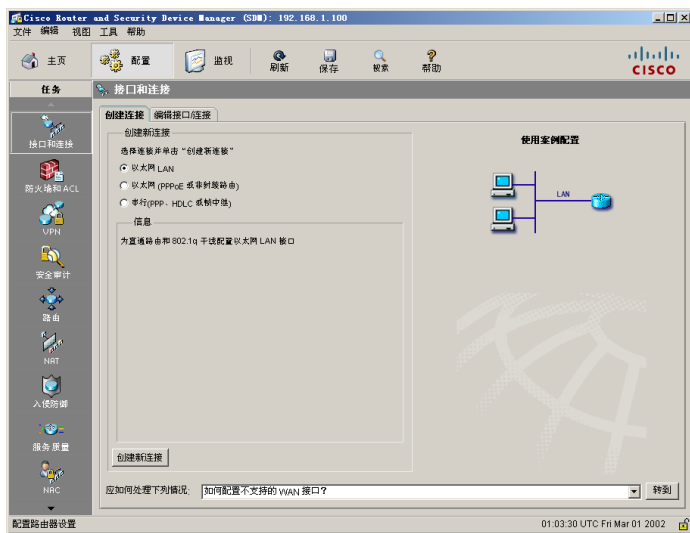 Cisco Router and Security Device Manager (SDM): 192.168.1.100
文件 编辑 视图 工具 帮助
主页 配置 监视 刷新 保存 搜索 帮助
CISCO
任务
接口和连接
创建连接 编辑接口/连接
接口和连接
防火墙和 ACL
VPN
安全审计
路由
NAT
入侵防御
服务质量
NAC
创建新连接
选择连接并单击 “创建新连接”
以太网 LAN
以太网 (PPPoE 或非封装路由)
串行(PPP、HDLC 或帧中继)
信息
为直通路由和 802.1q 干线配置以太网 LAN 接口
创建新连接
使用案例配置
LAN
应如何处理下列情况: 如何配置不支持的 WAN 接口? 转到
配置路由器设置 01:03:30 UTC Fri Mar 01 2002